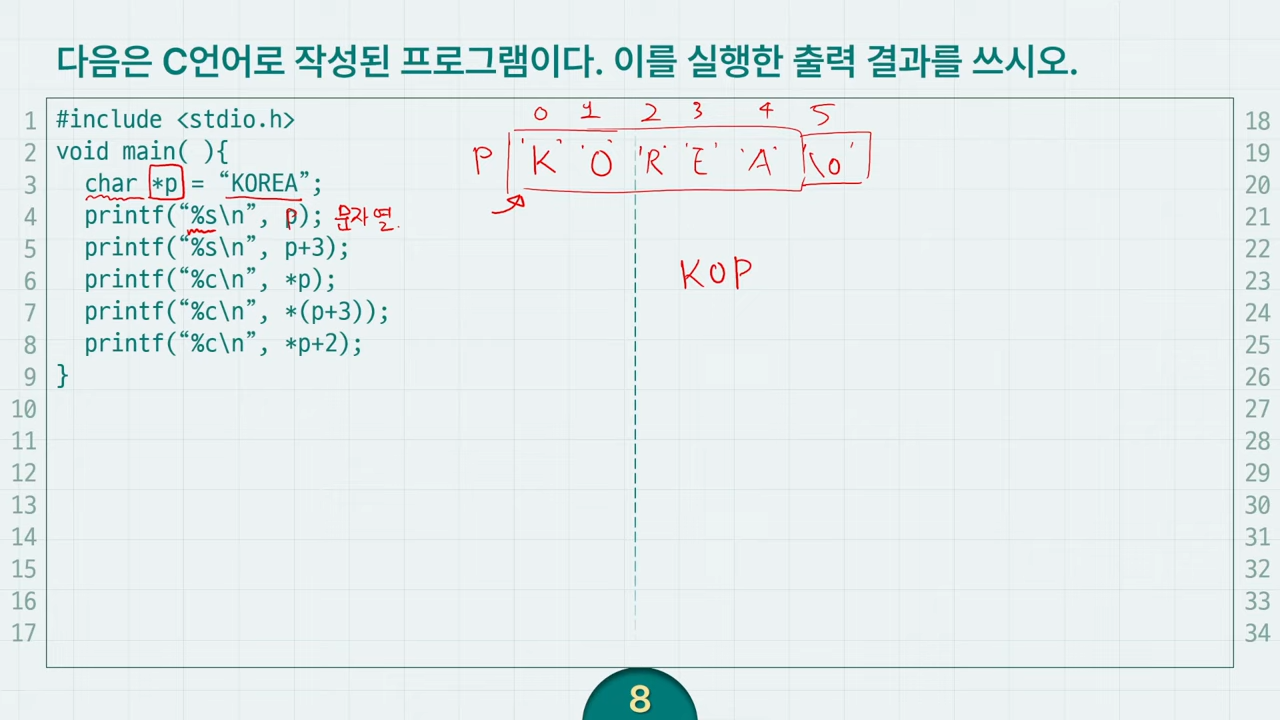 다음은 C언어로 작성된 프로그램이다. 이를 실행한 출력 결과를 쓰시오.
0 1 2 3 4 5
P 'K' 'O' 'R' 'E' 'A' '\0'
1 #include <stdio.h> 18
2 void main( ){ 19
3 char *p = “KOREA”; 20
4 printf(“%s\n”, p); 문자열. 21
5 printf(“%s\n”, p+3); 22
6 printf(“%c\n”, *p); KOP 23
7 printf(“%c\n”, *(p+3)); 24
8 printf(“%c\n”, *p+2); 25
9 } 26
10 27
11 28
12 29
13 30
14 31
15 32
16 33
17 34
8